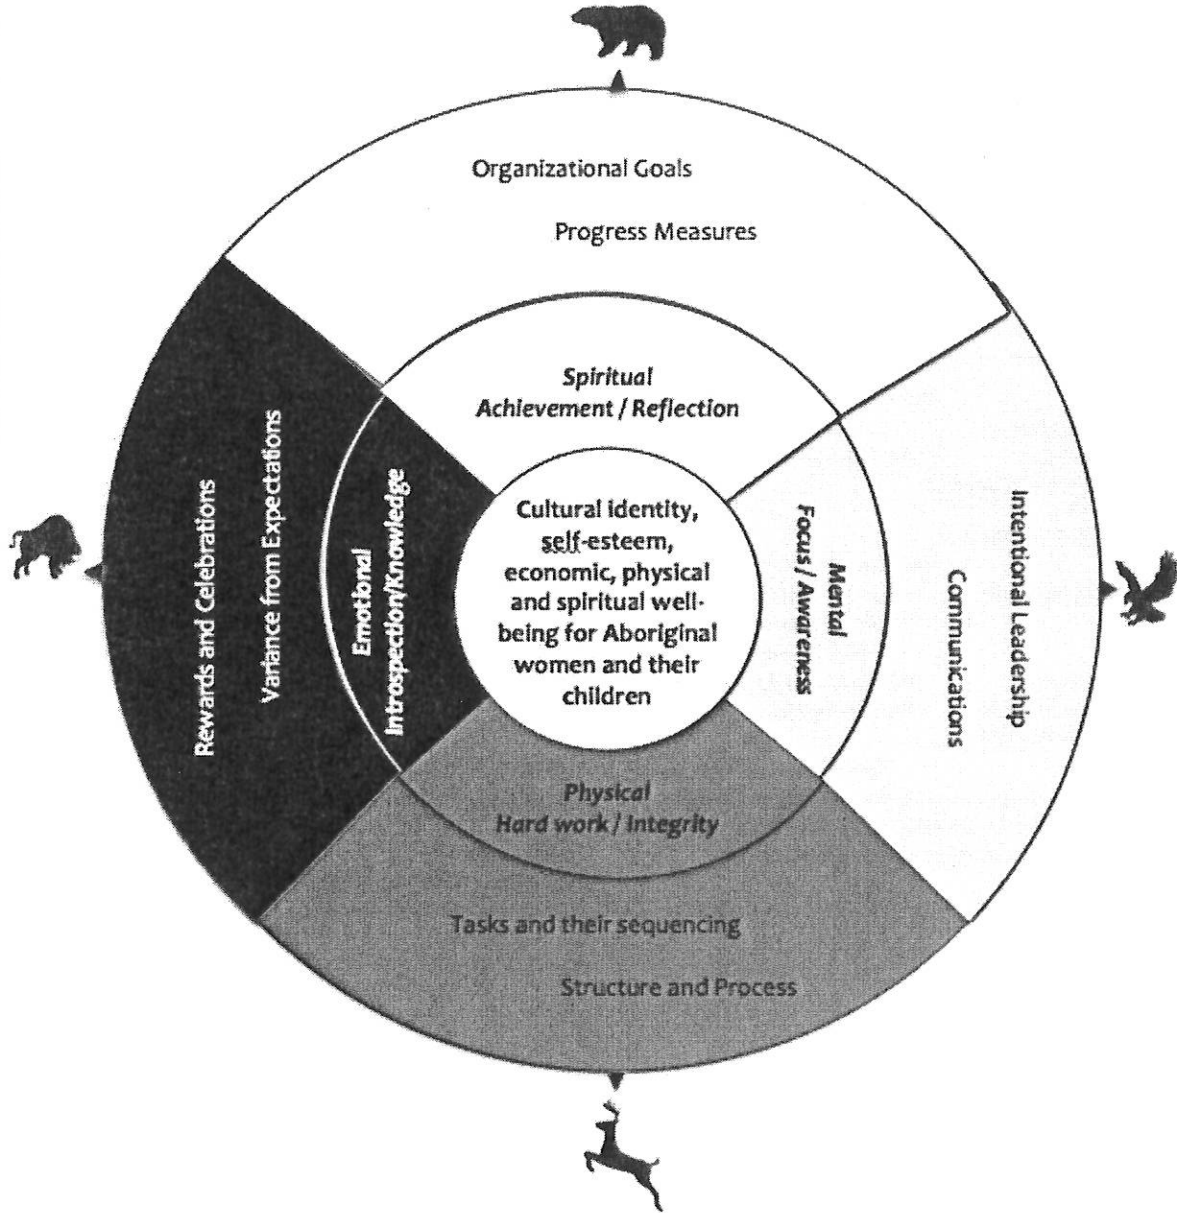 Organizational Goals
Progress Measures
Spiritual
Achievement / Reflection
Rewards and Celebrations
Variance from Expectations
Emotional
Introspection/Knowledge
Cultural identity,
self-esteem,
economic, physical
and spiritual well-
being for Aboriginal
women and their
children
Mental
Focus / Awareness
Intentional Leadership
Communications
Physical
Hard work / Integrity
Tasks and their sequencing
Structure and Process